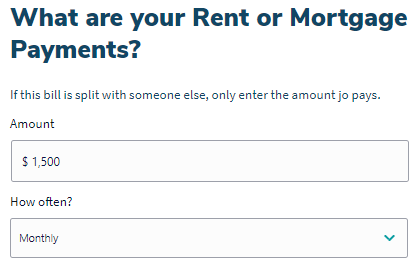 What are your Rent or Mortgage
Payments?
If this bill is split with someone else, only enter the amount jo pays.
Amount
$ 1,500
How often?
Monthly